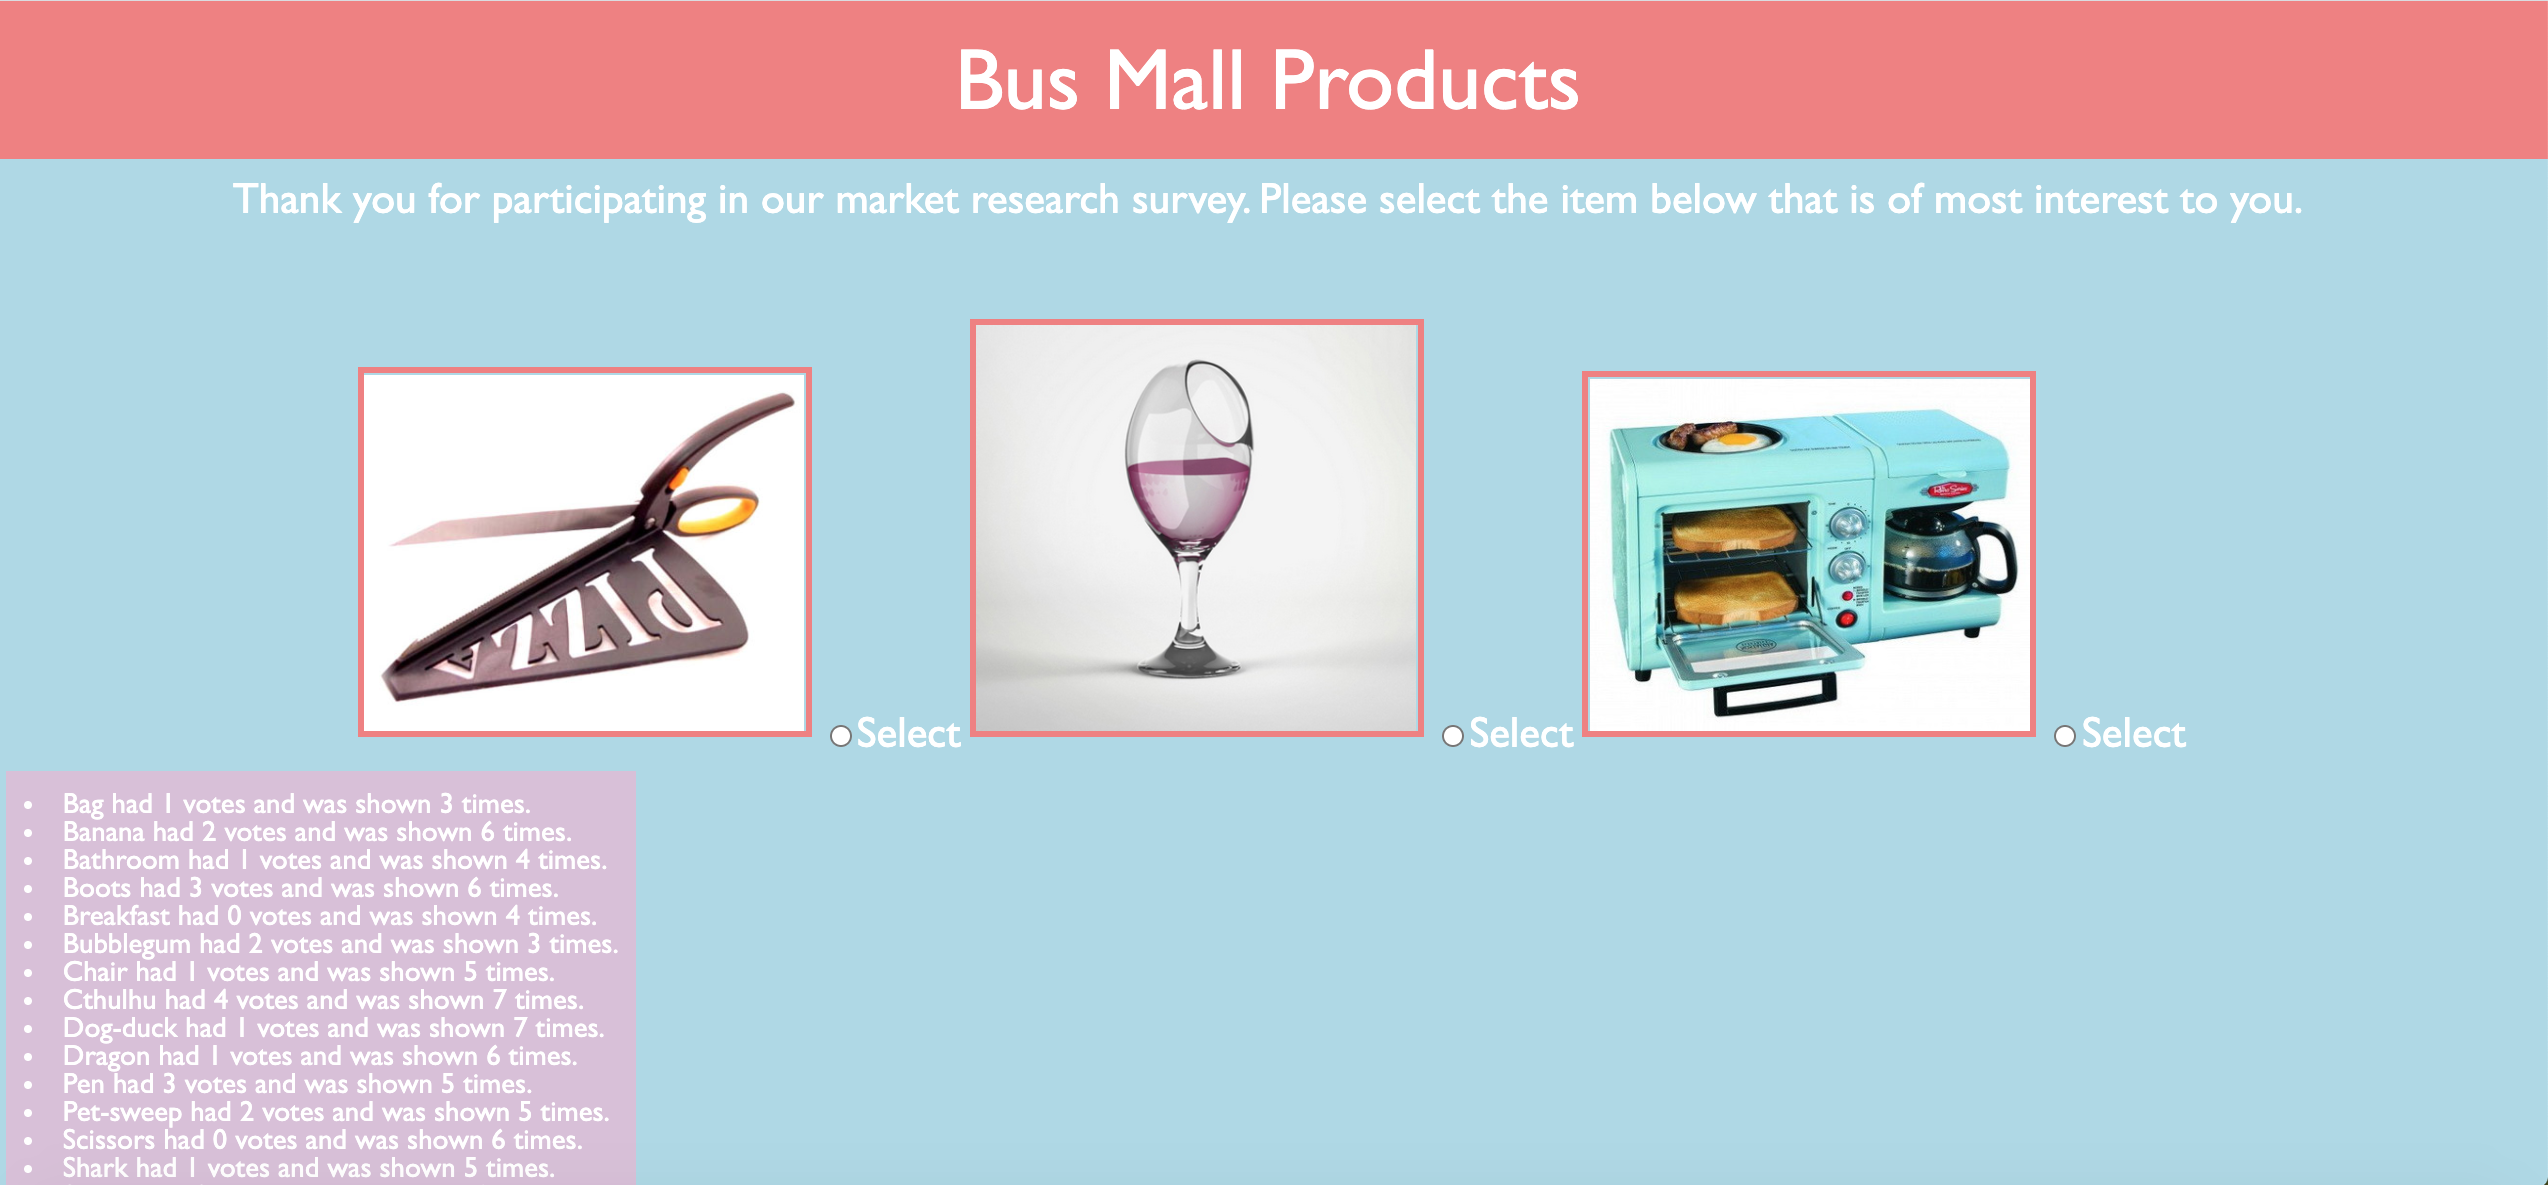 Bus Mall Products
Thank you for participating in our market research survey. Please select the item below that is of most interest to you.
PIZZA
Select
Select
Select
Bag had 1 votes and was shown 3 times.
Banana had 2 votes and was shown 6 times.
Bathroom had 1 votes and was shown 4 times.
Boots had 3 votes and was shown 6 times.
Breakfast had 0 votes and was shown 4 times.
Bubblegum had 2 votes and was shown 3 times.
Chair had 1 votes and was shown 5 times.
Cthulhu had 4 votes and was shown 7 times.
Dog-duck had 1 votes and was shown 7 times.
Dragon had 1 votes and was shown 6 times.
Pen had 3 votes and was shown 5 times.
Pet-sweep had 2 votes and was shown 5 times.
Scissors had 0 votes and was shown 6 times.
Shark had 1 votes and was shown 5 times.